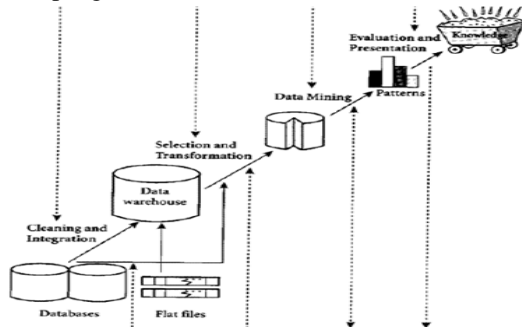 Evaluation and
Presentation
Knowledge
Data Mining
Patterns
Selection and
Transformation
Data
warehouse
Cleaning and
Integration
Databases
Flat files